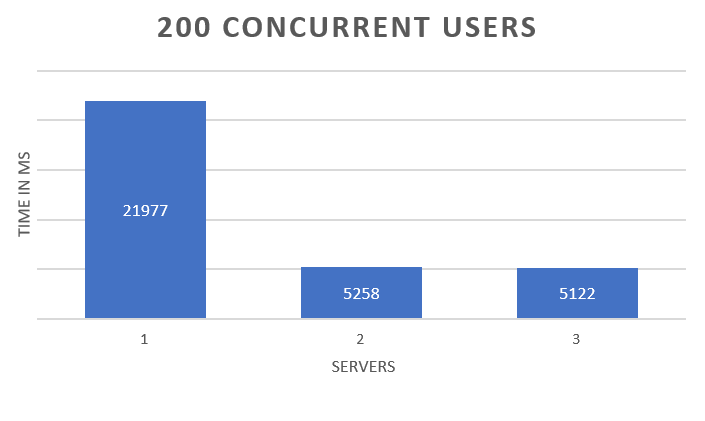 200 CONCURRENT USERS
TIME IN MS
21977
5258
5122
1
2
3
SERVERS